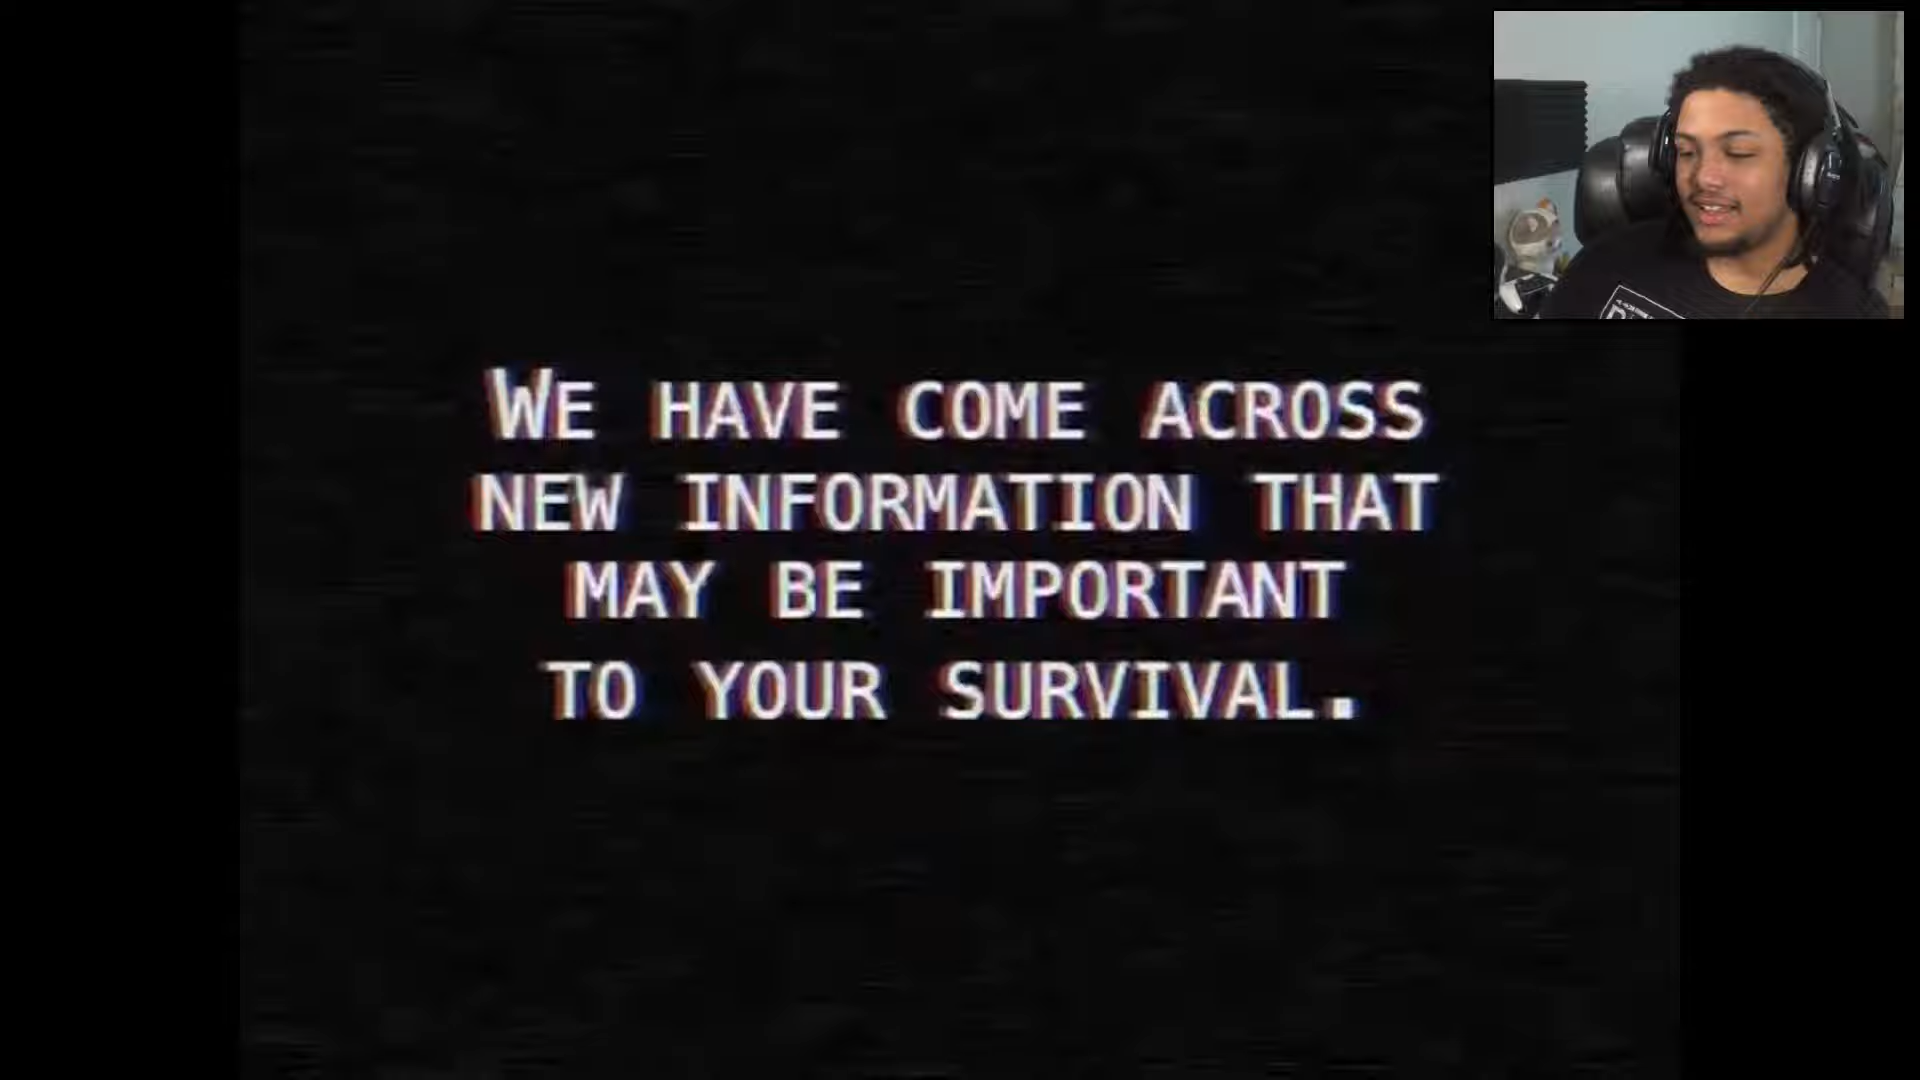 We have come across
new information that
may be important
to your survival.